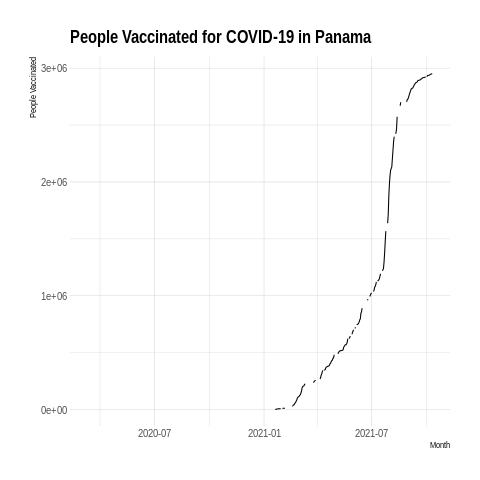 People Vaccinated for COVID-19 in Panama
People Vaccinated
3e+06
2e+06
1e+06
0e+00
2020-07
2021-01
2021-07
Month